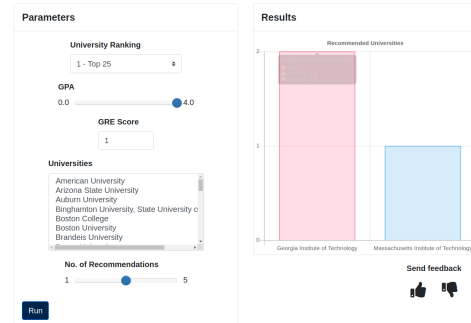 Parameters
University Ranking
1 - Top 25
GPA
0.0 4.0
GRE Score
1
Universities
American University
Arizona State University
Auburn University
Binghamton University, State University o
Boston College
Boston University
Brandeis University
No. of Recommendations
1 5
Run
Results
Recommended Universities
2
1
0
Georgia Institute of Technology
Massachusetts Institute of Technology
Send feedback